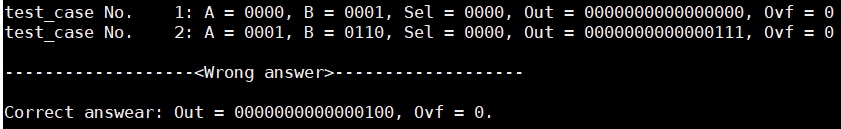 test_case No.    1: A = 0000, B = 0001, Sel = 0000, Out = 0000000000000000, Ovf = 0
test_case No.    2: A = 0001, B = 0110, Sel = 0000, Out = 0000000000000111, Ovf = 0
-------------------<Wrong answer>-------------------
Correct answear: Out = 0000000000000100, Ovf = 0.